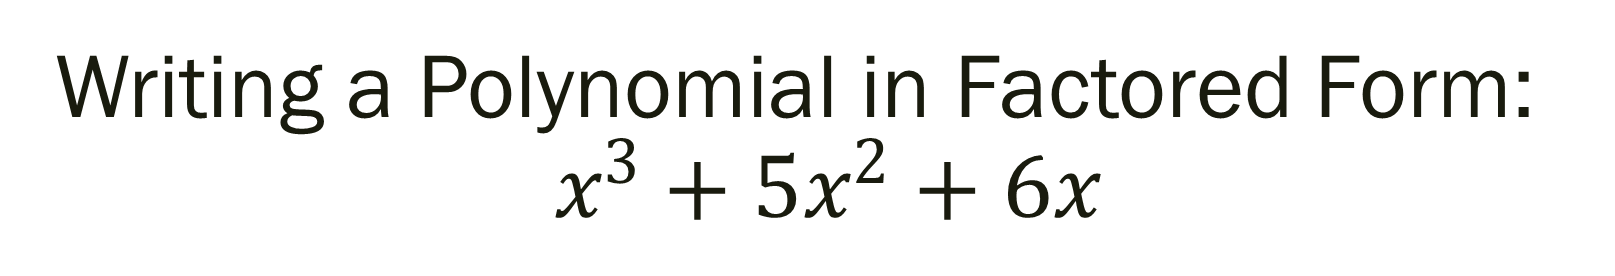 Writing a Polynomial in Factored Form:
x³ + 5x² + 6x